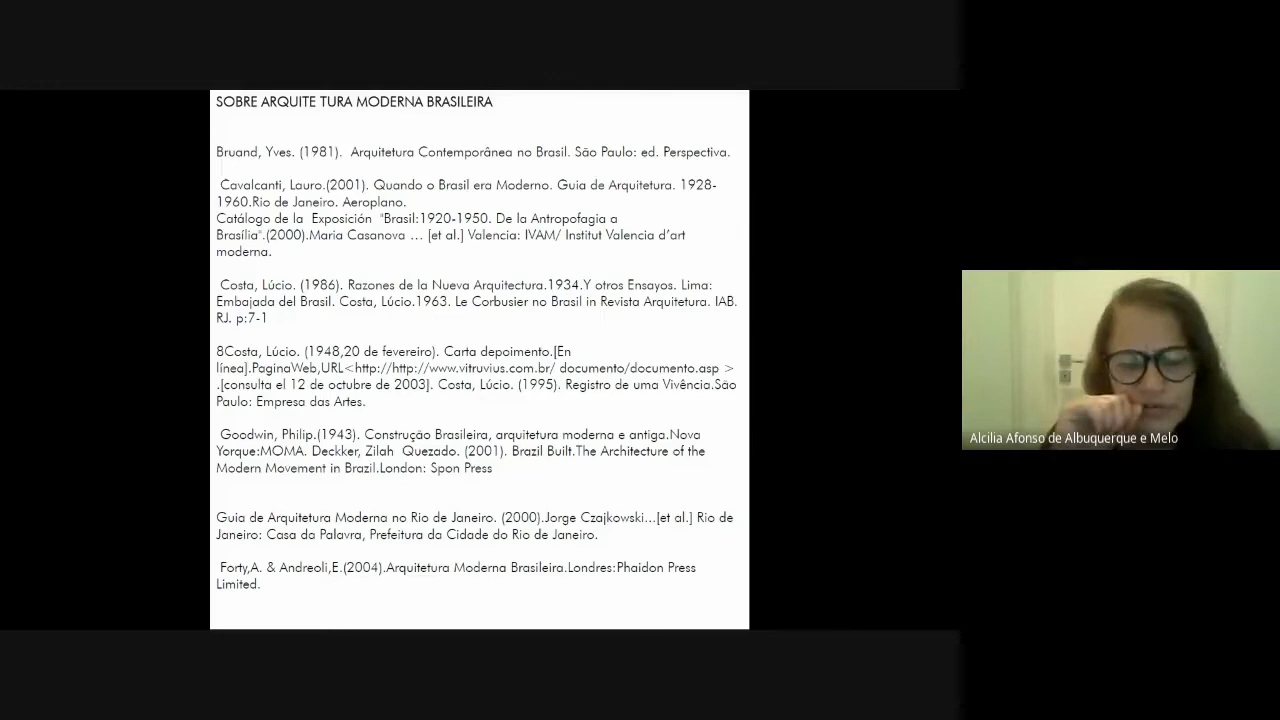 SOBRE ARQUITE TURA MODERNA BRASILEIRA
Bruand, Yves. (1981). Arquitetura Contemporânea no Brasil. São Paulo: ed. Perspectiva.
Cavalcanti, Lauro.(2001). Quando o Brasil era Moderno. Guia de Arquitetura. 1928-
1960.Rio de Janeiro. Aeroplano.
Catálogo de la Exposición "Brasil:1920-1950. De la Antropofagia a
Brasília".(2000).Maria Casanova ... [et al.] Valencia: IVAM/ Institut Valencia d'art
moderna.
Costa, Lúcio. (1986). Razones de la Nueva Arquitectura.1934.Y otros Ensayos. Lima:
Embajada del Brasil. Costa, Lúcio.1963. Le Corbusier no Brasil in Revista Arquitetura. IAB.
RJ. p:7-1
8Costa, Lúcio. (1948,20 de fevereiro). Carta depoimento.[En
línea].PaginaWeb,URL<http://http://www.vitruvius.com.br/ documento/documento.asp >
.[consulta el 12 de octubre de 2003]. Costa, Lúcio. (1995). Registro de uma Vivência.São
Paulo: Empresa das Artes.
Goodwin, Philip.(1943). Construção Brasileira, arquitetura moderna e antiga.Nova
Yorque:MOMA. Deckker, Zilah Quezado. (2001). Brazil Built.The Architecture of the
Modern Movement in Brazil.London: Spon Press
Guia de Arquitetura Moderna no Rio de Janeiro. (2000).Jorge Czajkowski...[et al.] Rio de
Janeiro: Casa da Palavra, Prefeitura da Cidade do Rio de Janeiro.
Forty,A. & Andreoli,E.(2004).Arquitetura Moderna Brasileira.Londres:Phaidon Press
Limited.
Alcilia Afonso de Albuquerque e Melo